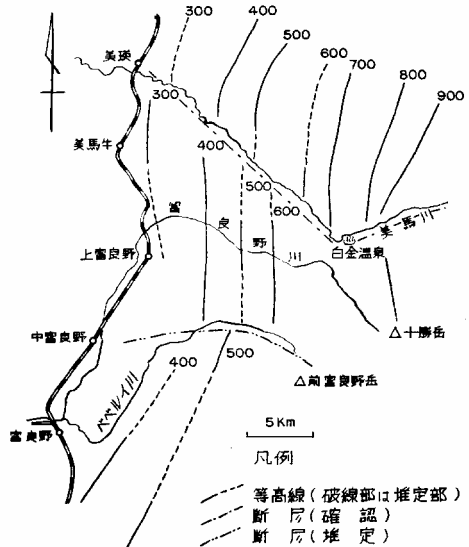 300
400
500
600
700
800
900
美瑛
300
美馬牛
400
500
600
富良野川
美馬川
白金温泉
上富良野
△十勝岳
中富良野
400
500
△前富良野岳
ベベルイ川
富良野
5Km
凡例
等高線(破線部は推定部)
断層(確認)
断層(推定)